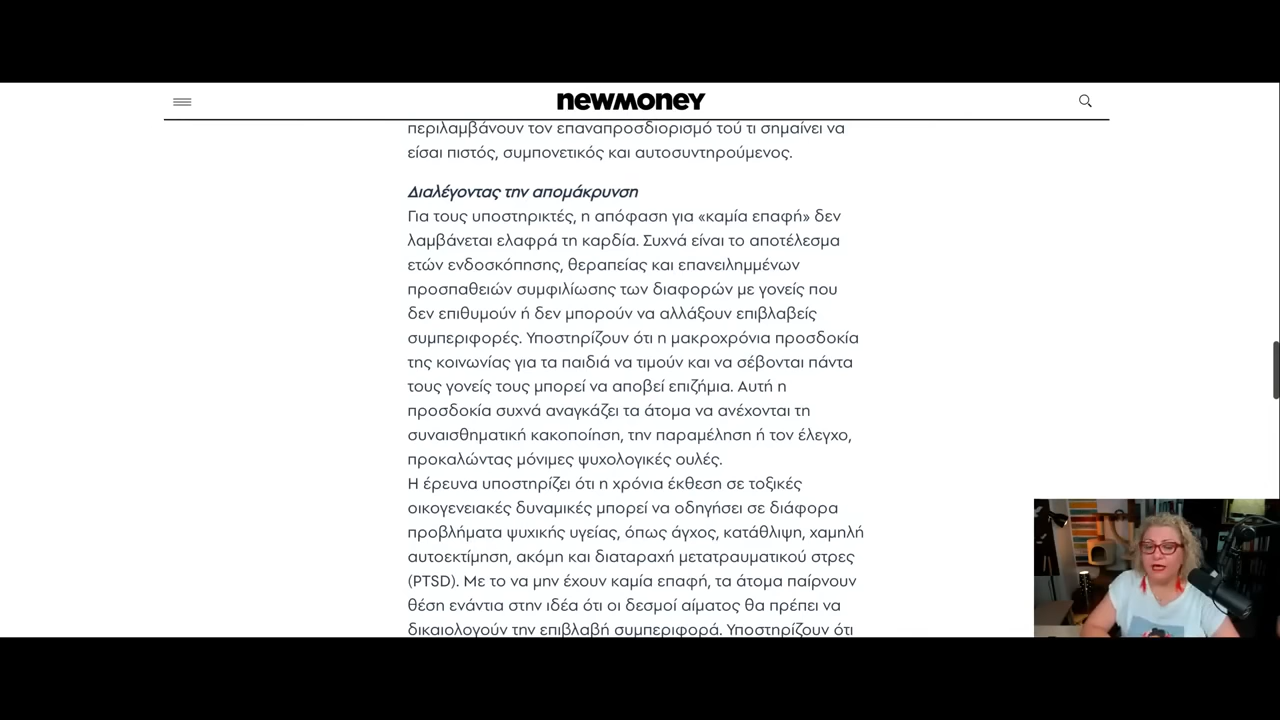 newmoney
περιλαμβάνουν τον επαναπροσδιορισμό τού τι σημαίνει να
είσαι πιστός, συμπονετικός και αυτοσυντηρούμενος.
Διαλέγοντας την απομάκρυνση
Για τους υποστηρικτές, η απόφαση για «καμία επαφή» δεν
λαμβάνεται ελαφρά τη καρδία. Συχνά είναι το αποτέλεσμα
ετών ενδοσκόπησης, θεραπείας και επανειλημμένων
προσπαθειών συμφιλίωσης των διαφορών με γονείς που
δεν επιθυμούν ή δεν μπορούν να αλλάξουν επιβλαβείς
συμπεριφορές. Υποστηρίζουν ότι η μακροχρόνια προσδοκία
της κοινωνίας για τα παιδιά να τιμούν και να σέβονται πάντα
τους γονείς τους μπορεί να αποβεί επιζήμια. Αυτή η
προσδοκία συχνά αναγκάζει τα άτομα να ανέχονται τη
συναισθηματική κακοποίηση, την παραμέληση ή τον έλεγχο,
προκαλώντας μόνιμες ψυχολογικές ουλές.
Η έρευνα υποστηρίζει ότι η χρόνια έκθεση σε τοξικές
οικογενειακές δυναμικές μπορεί να οδηγήσει σε διάφορα
προβλήματα ψυχικής υγείας, όπως άγχος, κατάθλιψη, χαμηλή
αυτοεκτίμηση, ακόμη και διαταραχή μετατραυματικού στρες
(PTSD). Με το να μην έχουν καμία επαφή, τα άτομα παίρνουν
θέση ενάντια στην ιδέα ότι οι δεσμοί αίματος θα πρέπει να
δικαιολογούν την επιβλαβή συμπεριφορά. Υποστηρίζουν ότι